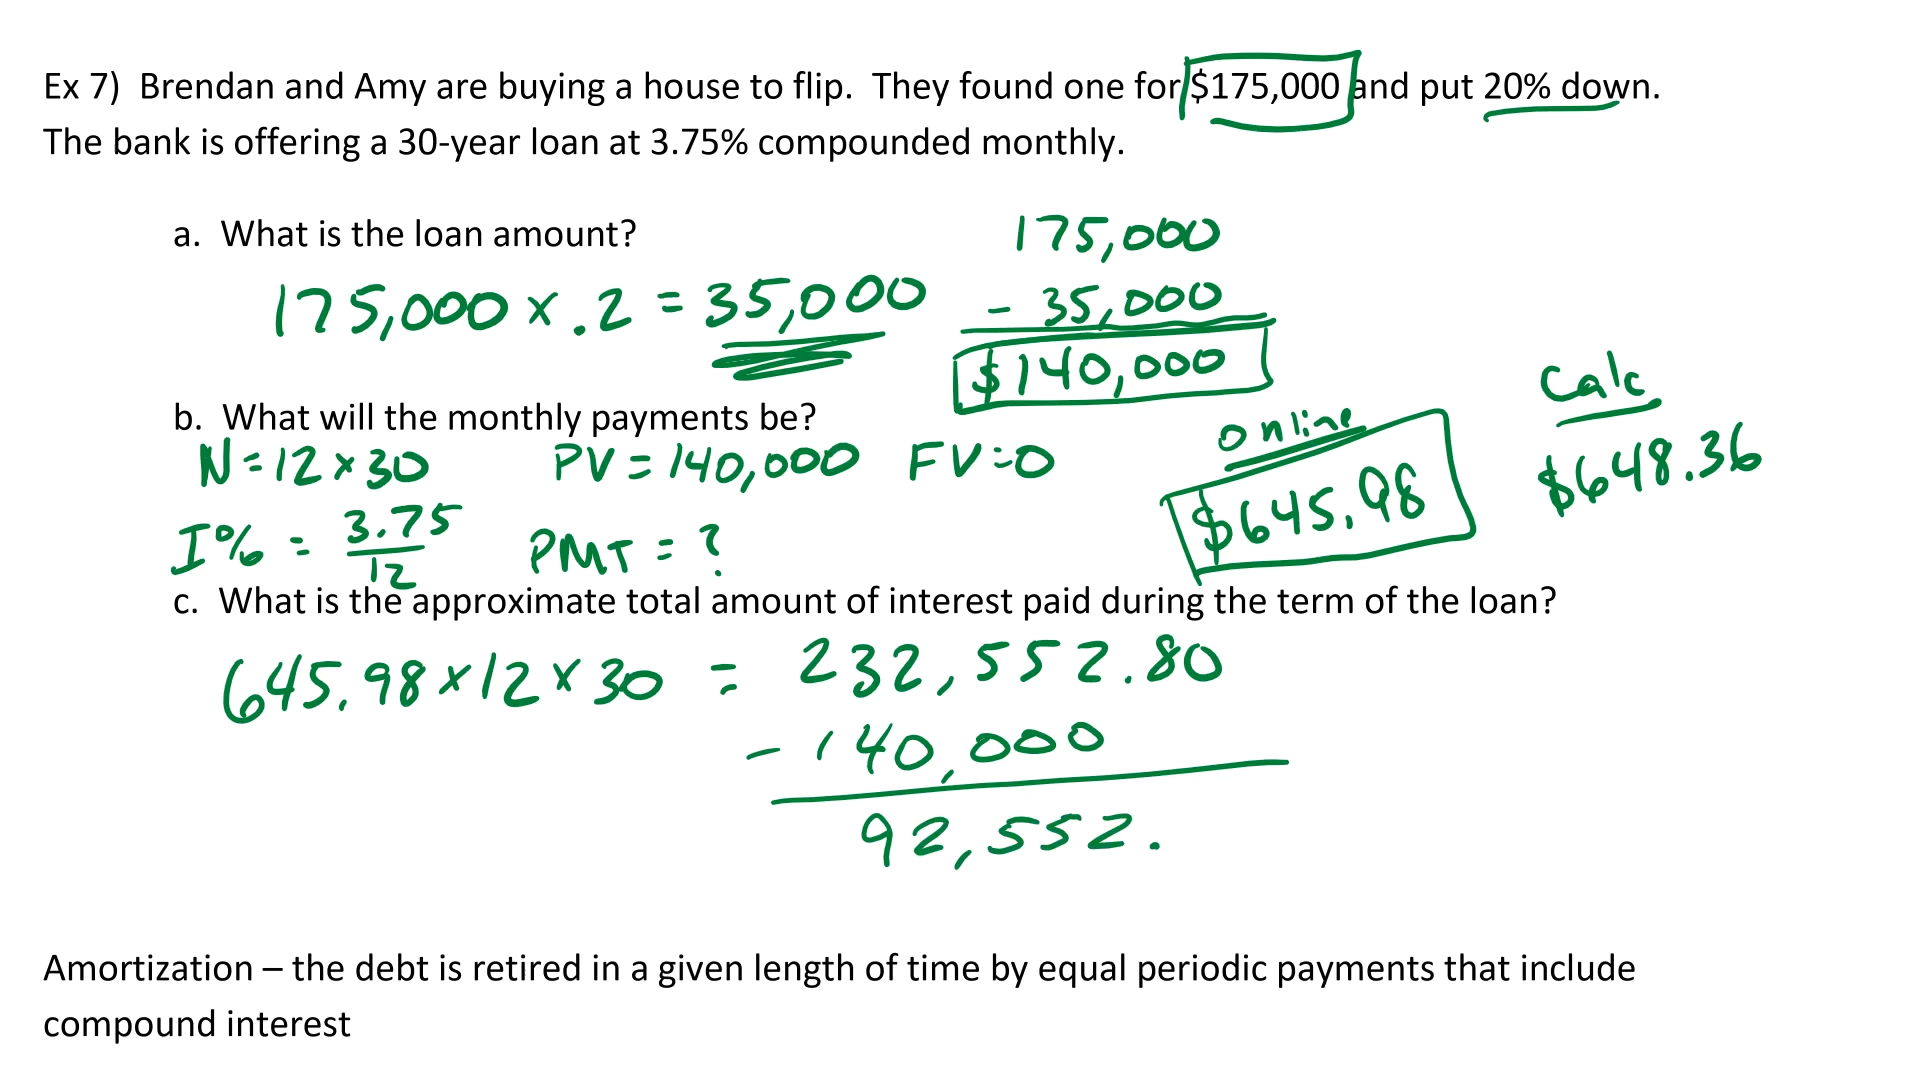 Ex 7) Brendan and Amy are buying a house to flip. They found one for $175,000 and put 20% down.
The bank is offering a 30-year loan at 3.75% compounded monthly.
a. What is the loan amount?
175,000 × .2 = 35,000
175,000
- 35,000
$140,000
b. What will the monthly payments be?
N = 12 × 30 PV = 140,000 FV = 0
I% = 3.75/12 PMT = ?
online
$645.98
Calc
$648.36
c. What is the approximate total amount of interest paid during the term of the loan?
645.98 × 12 × 30 = 232,552.80
- 140,000
92,552.
Amortization – the debt is retired in a given length of time by equal periodic payments that include
compound interest